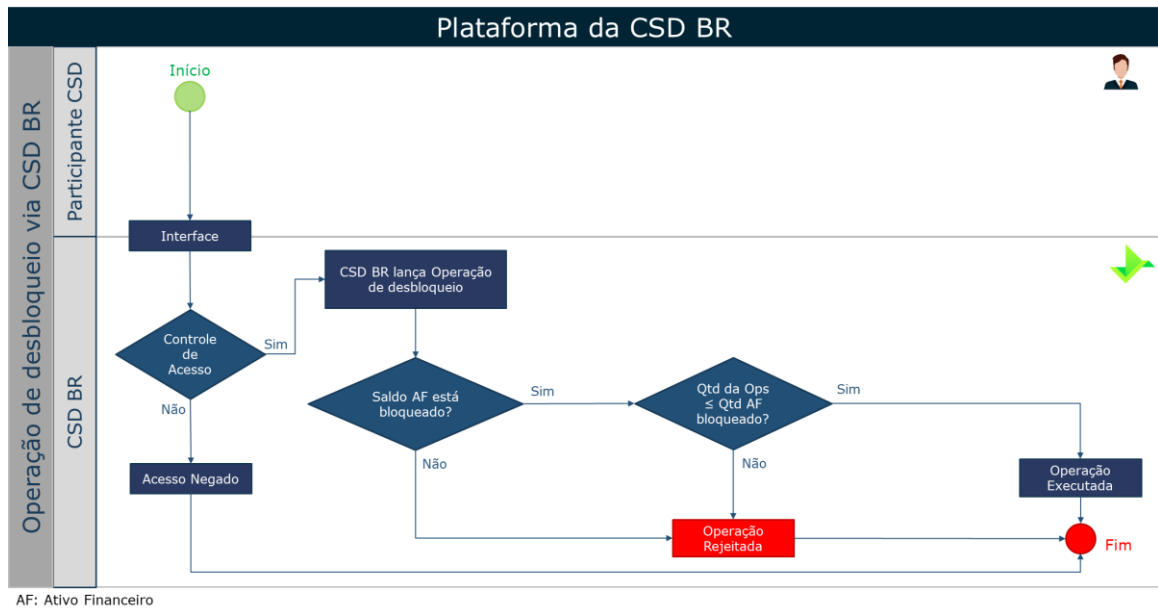 Plataforma da CSD BR
Operação de desbloqueio via CSD BR
Participante CSD
Início
Interface
CSD BR
CSD BR lança Operação
de desbloqueio
Controle
de
Acesso
Sim
Não
Acesso Negado
Saldo AF está
bloqueado?
Sim
Não
Qtd da Ops
≤ Qtd AF
bloqueado?
Sim
Não
Operação
Executada
Operação
Rejeitada
Fim
AF: Ativo Financeiro